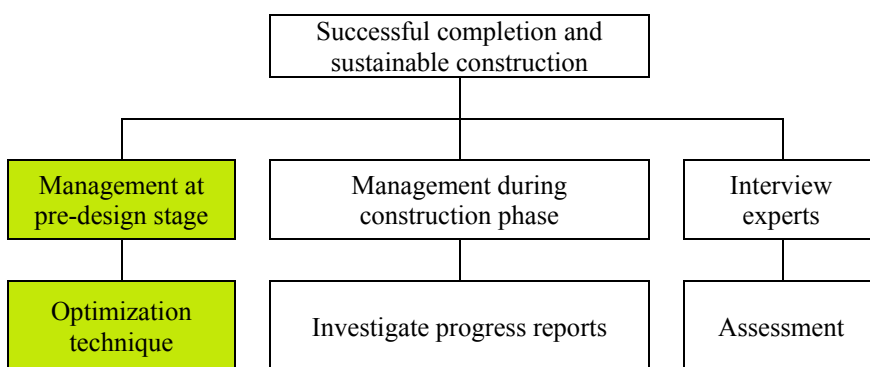 Successful completion and
sustainable construction
Management at
pre-design stage
Management during
construction phase
Interview
experts
Optimization
technique
Investigate progress reports
Assessment